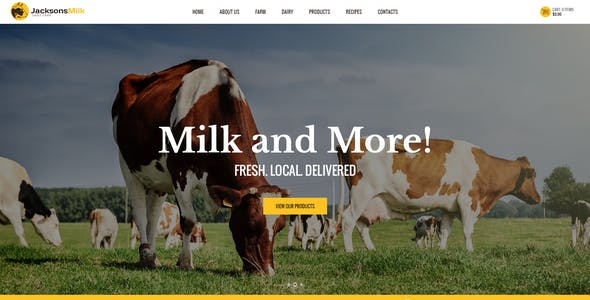 JacksonsMilk
HOME ABOUT US FARM DAIRY PRODUCTS RECIPES CONTACTS
CART: 0 ITEMS
$0.00
Milk and More!
FRESH. LOCAL. DELIVERED
VIEW OUR PRODUCTS